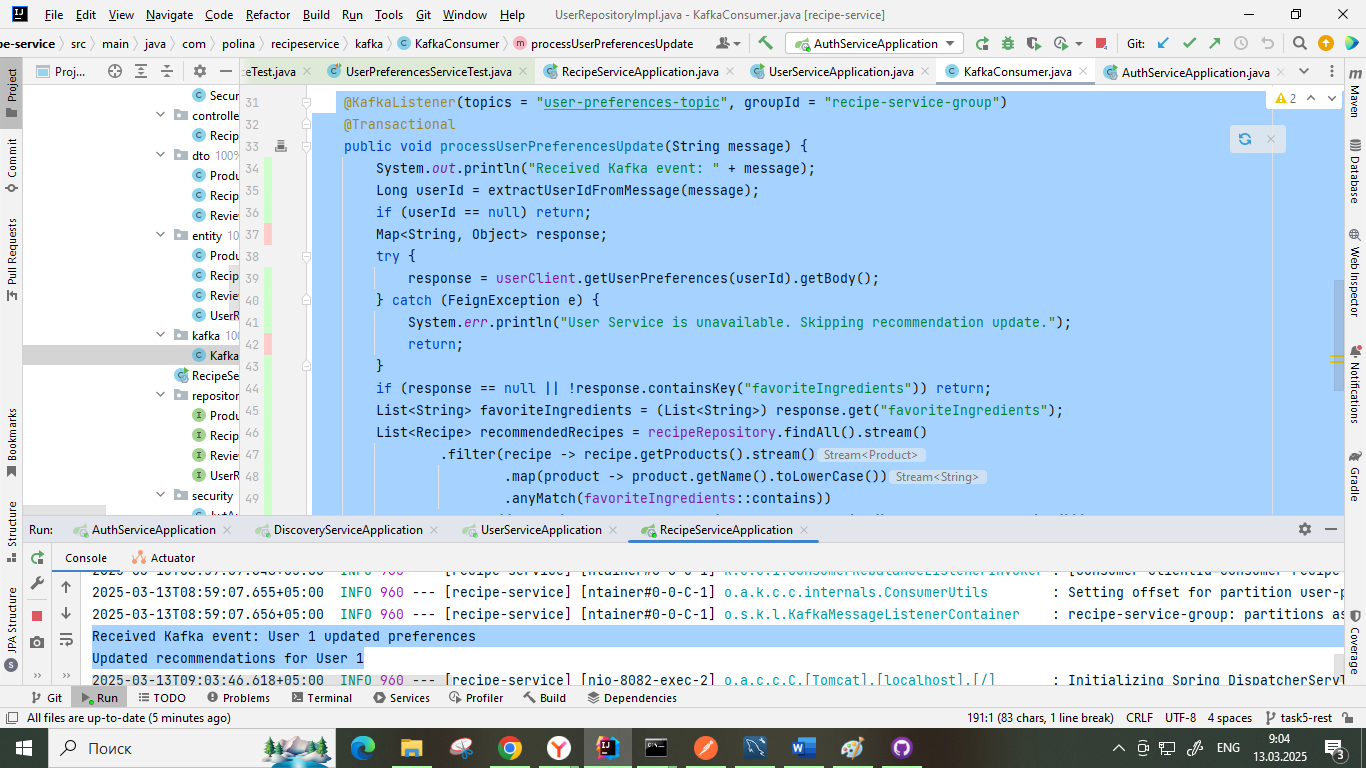 File Edit View Navigate Code Refactor Build Run Tools Git Window Help UserRepositoryImpl.java - KafkaConsumer.java [recipe-service]
pe-service › src › main › java › com › polina › recipeservice › kafka › KafkaConsumer › processUserPreferencesUpdate AuthServiceApplication Git:
Proj... ceTest.java UserPreferencesServiceTest.java RecipeServiceApplication.java UserServiceApplication.java KafkaConsumer.java AuthServiceApplication.java
Project
Commit
Pull Requests
Bookmarks
Structure
JPA Structure
Secur
controlle
Recip
dto 100%
Produ
Recip
Review
entity 10
Produ
Recip
Review
UserR
kafka 100
Kafka
RecipeSe
repositor
Produ
Recip
Review
UserR
security
2
31 @KafkaListener(topics = "user-preferences-topic", groupId = "recipe-service-group")
32 @Transactional
33 public void processUserPreferencesUpdate(String message) {
34 System.out.println("Received Kafka event: " + message);
35 Long userId = extractUserIdFromMessage(message);
36 if (userId == null) return;
37 Map<String, Object> response;
38 try {
39 response = userClient.getUserPreferences(userId).getBody();
40 } catch (FeignException e) {
41 System.err.println("User Service is unavailable. Skipping recommendation update.");
42 return;
43 }
44 if (response == null || !response.containsKey("favoriteIngredients")) return;
45 List<String> favoriteIngredients = (List<String>) response.get("favoriteIngredients");
46 List<Recipe> recommendedRecipes = recipeRepository.findAll().stream()
47 .filter(recipe -> recipe.getProducts().stream() Stream<Product>
48 .map(product -> product.getName().toLowerCase()) Stream<String>
49 .anyMatch(favoriteIngredients::contains))
Maven
Database
Web Inspector
Notifications
Gradle
Coverage
Run: AuthServiceApplication DiscoveryServiceApplication UserServiceApplication RecipeServiceApplication
Console Actuator
2025-03-13T08:59:07.655+05:00 INFO 960 --- [recipe-service] [ntainer#0-0-C-1] o.a.k.c.c.internals.ConsumerUtils : Setting offset for partition user-p
2025-03-13T08:59:07.656+05:00 INFO 960 --- [recipe-service] [ntainer#0-0-C-1] o.s.k.l.KafkaMessageListenerContainer : recipe-service-group: partitions as
Received Kafka event: User 1 updated preferences
Updated recommendations for User 1
2025-03-13T09:03:46.618+05:00 INFO 960 --- [recipe-service] [nio-8082-exec-2] o.a.c.c.C.[Tomcat].[localhost].[/] : Initializing Spring DispatcherServl
Git Run TODO Problems Terminal Services Profiler Build Dependencies
All files are up-to-date (5 minutes ago) 191:1 (83 chars, 1 line break) CRLF UTF-8 4 spaces task5-rest
Поиск ENG 9:04
13.03.2025 3